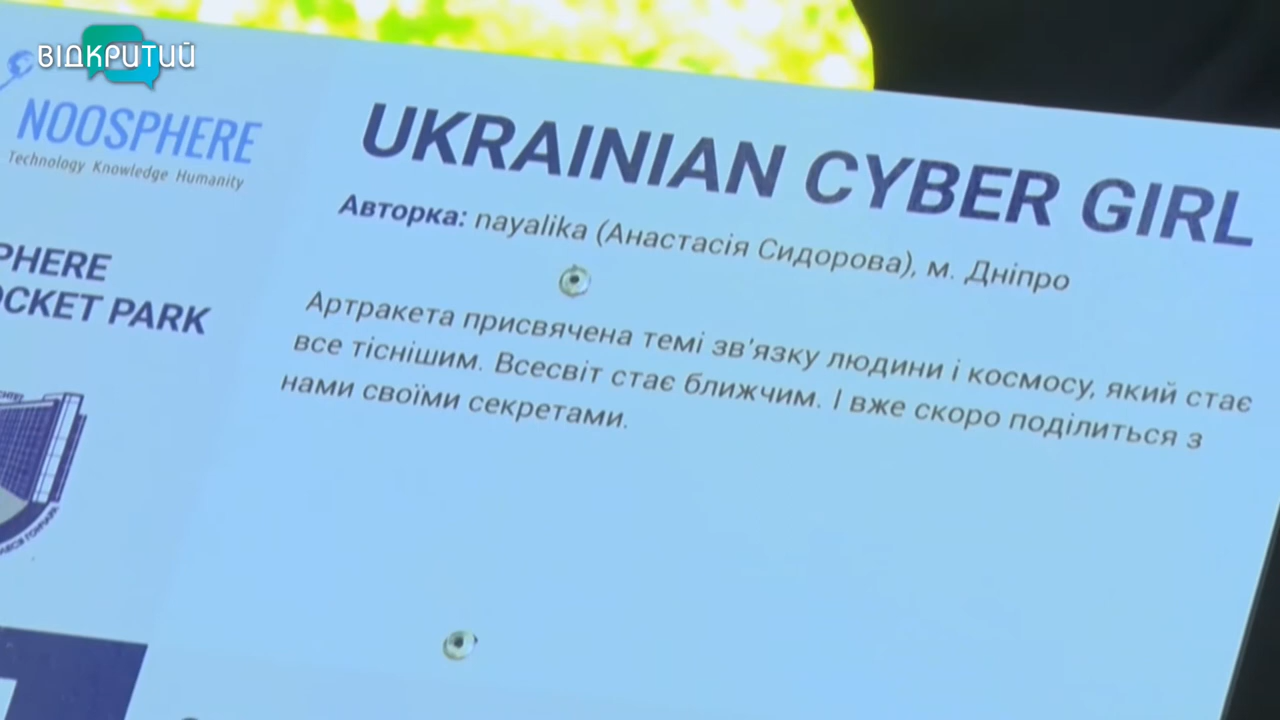 ВІДКРИТИЙ
NOOSPHERE
Technology Knowledge Humanity
UKRAINIAN CYBER GIRL
Авторка: nayalika (Анастасія Сидорова), м. Дніпро
PHERE
OCKET PARK
Артракета присвячена темі зв'язку людини і космосу, який стає
все тіснішим. Всесвіт стає ближчим. І вже скоро поділиться з
нами своїми секретами.